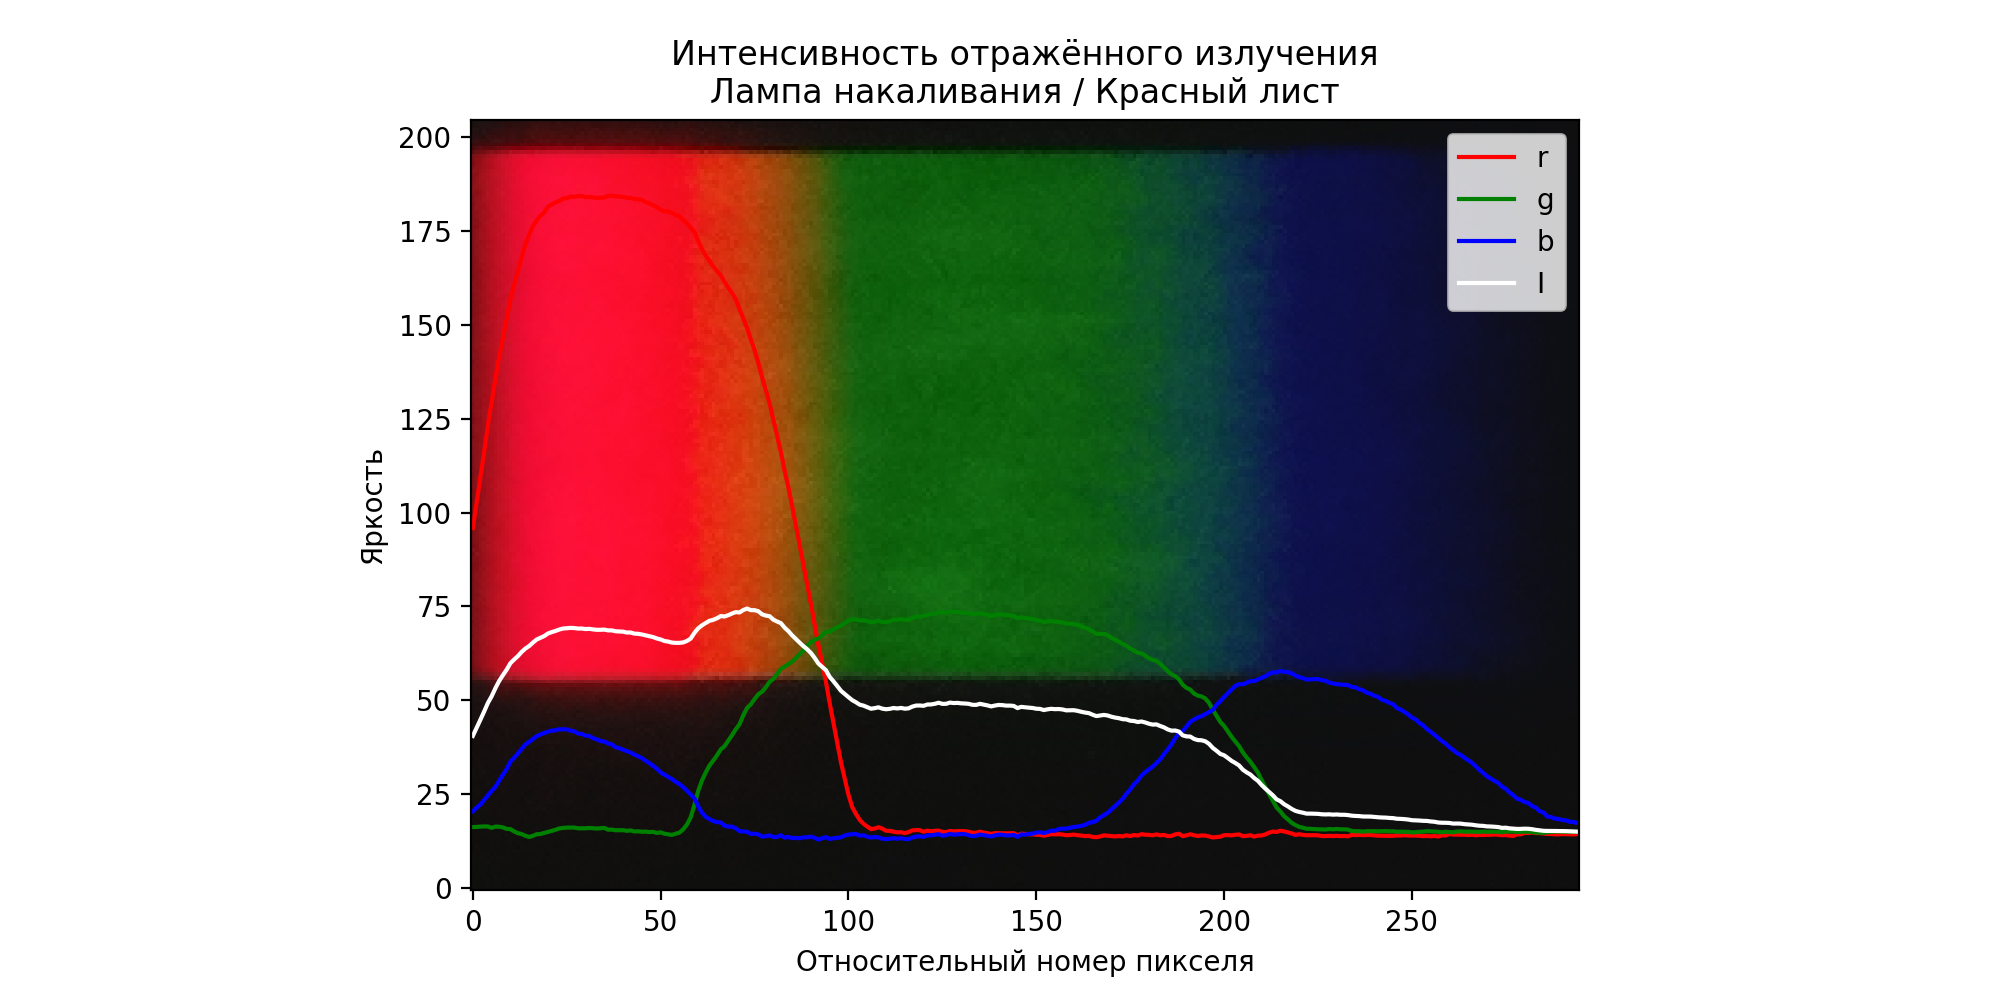 Интенсивность отражённого излучения
Лампа накаливания / Красный лист
200
175
150
125
100
75
50
25
0
Яркость
r
g
b
l
0
50
100
150
200
250
Относительный номер пикселя